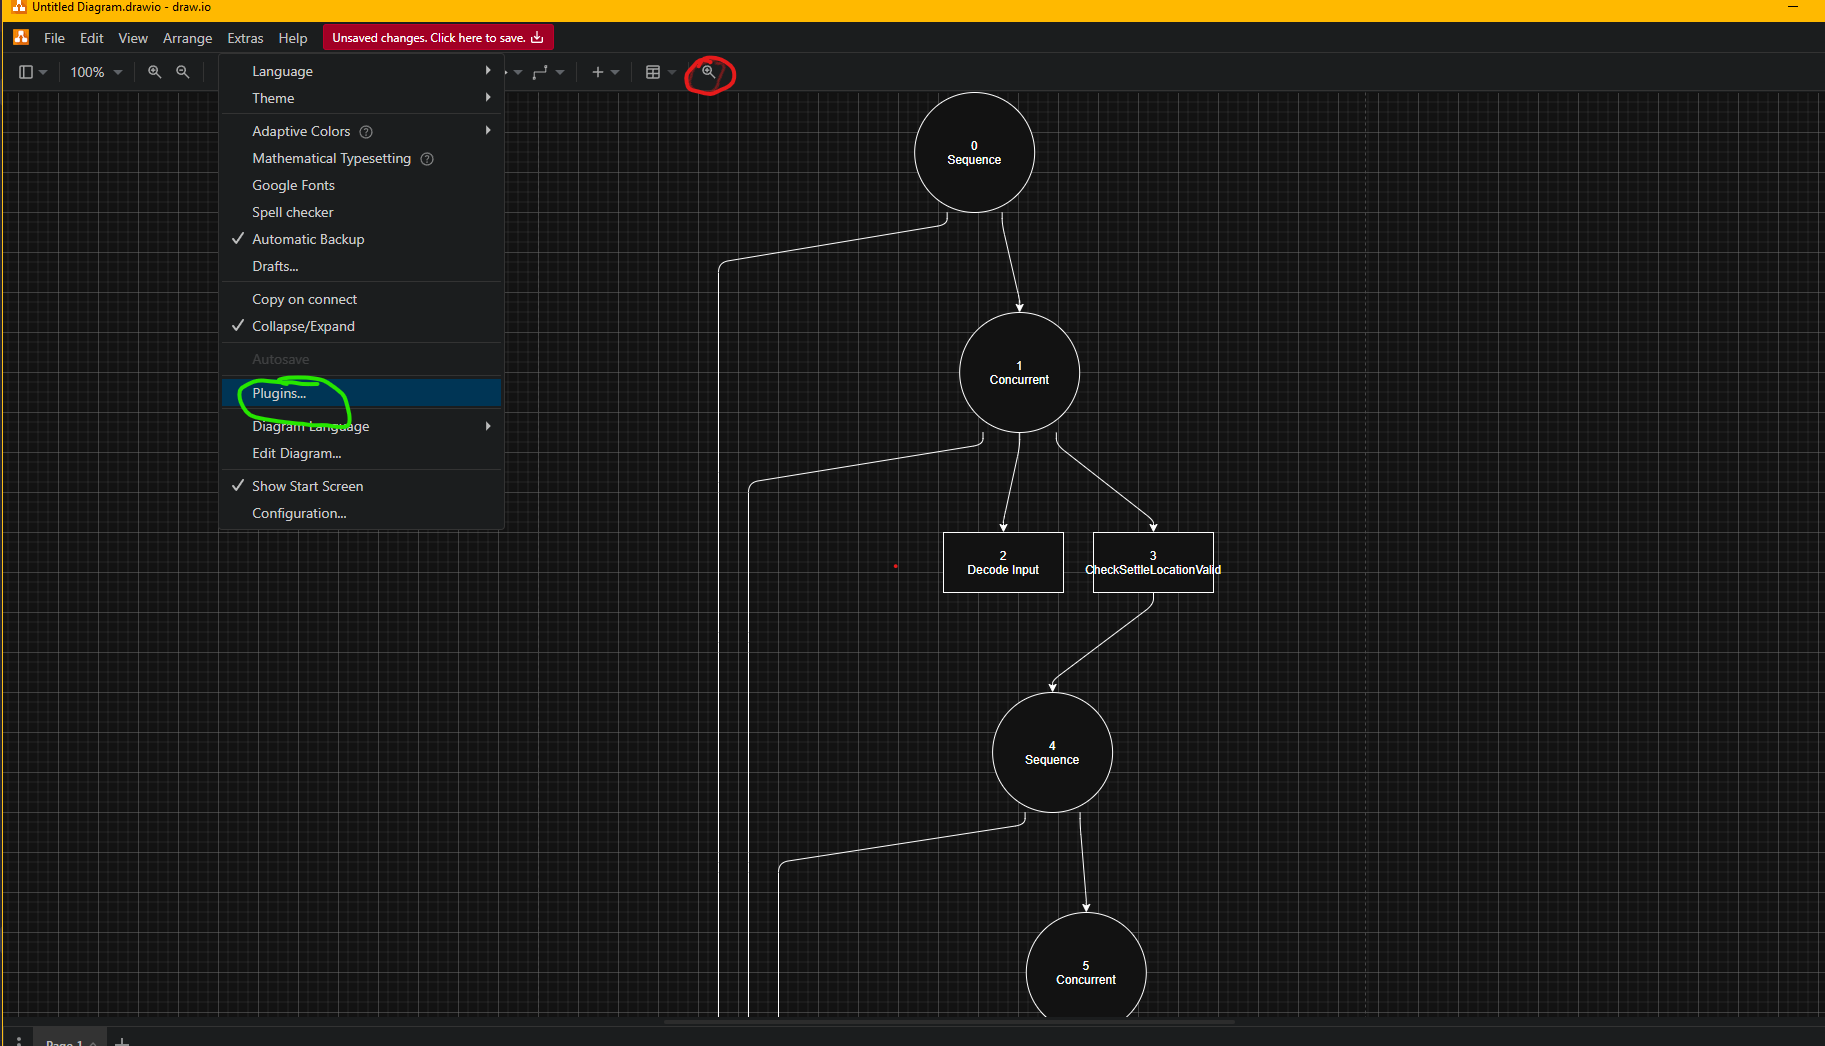 Untitled Diagram.drawio - draw.io
File Edit View Arrange Extras Help Unsaved changes. Click here to save.
100%
Language
Theme
Adaptive Colors ?
Mathematical Typesetting ?
Google Fonts
Spell checker
Automatic Backup
Drafts...
Copy on connect
Collapse/Expand
Autosave
Plugins...
Diagram Language
Edit Diagram...
Show Start Screen
Configuration...
0
Sequence
1
Concurrent
2
Decode Input
3
CheckSettleLocationValid
4
Sequence
5
Concurrent
Page-1